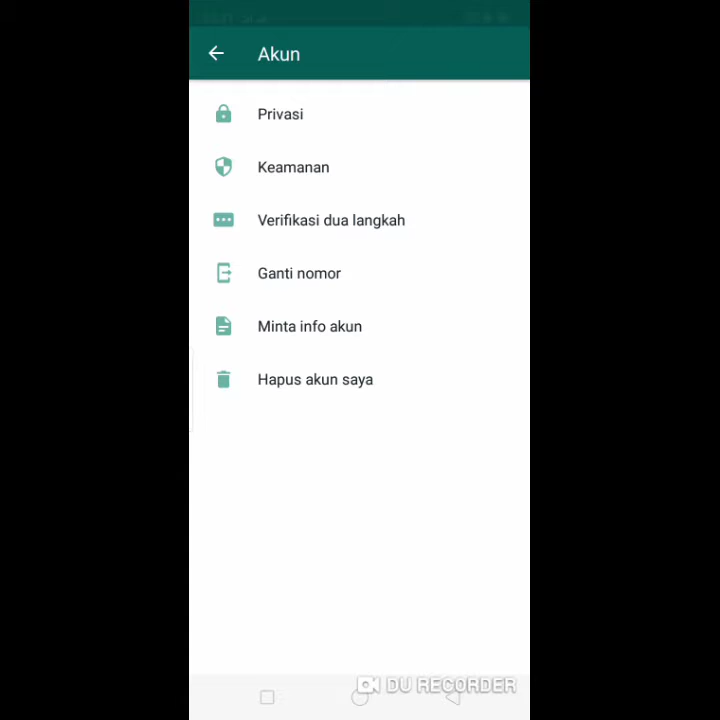 Akun
Privasi
Keamanan
Verifikasi dua langkah
Ganti nomor
Minta info akun
Hapus akun saya
DU RECORDER